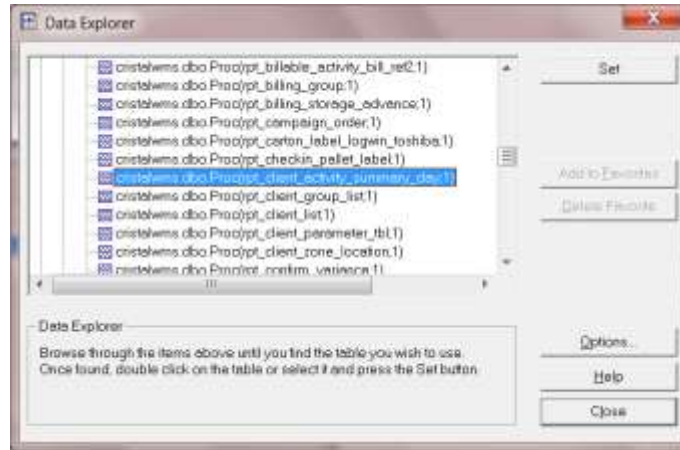 Data Explorer
cristalwms.dbo.Proc(rpt_billable_activity_bill_ref2;1)
cristalwms.dbo.Proc(rpt_billing_group;1)
cristalwms.dbo.Proc(rpt_billing_storage_advance;1)
cristalwms.dbo.Proc(rpt_campaign_order;1)
cristalwms.dbo.Proc(rpt_carton_label_logwin_toshiba;1)
cristalwms.dbo.Proc(rpt_checkin_pallet_label;1)
cristalwms.dbo.Proc(rpt_client_activity_summary_day;1)
cristalwms.dbo.Proc(rpt_client_group_list;1)
cristalwms.dbo.Proc(rpt_client_list;1)
cristalwms.dbo.Proc(rpt_client_parameter_tbl;1)
cristalwms.dbo.Proc(rpt_client_zone_location;1)
cristalwms.dbo.Proc(rpt_confirm_variance;1)
Set
Add to Favorites
Delete Favorite
Data Explorer
Browse through the items above until you find the table you wish to use.
Once found, double click on the table or select it and press the Set button.
Options...
Help
Close